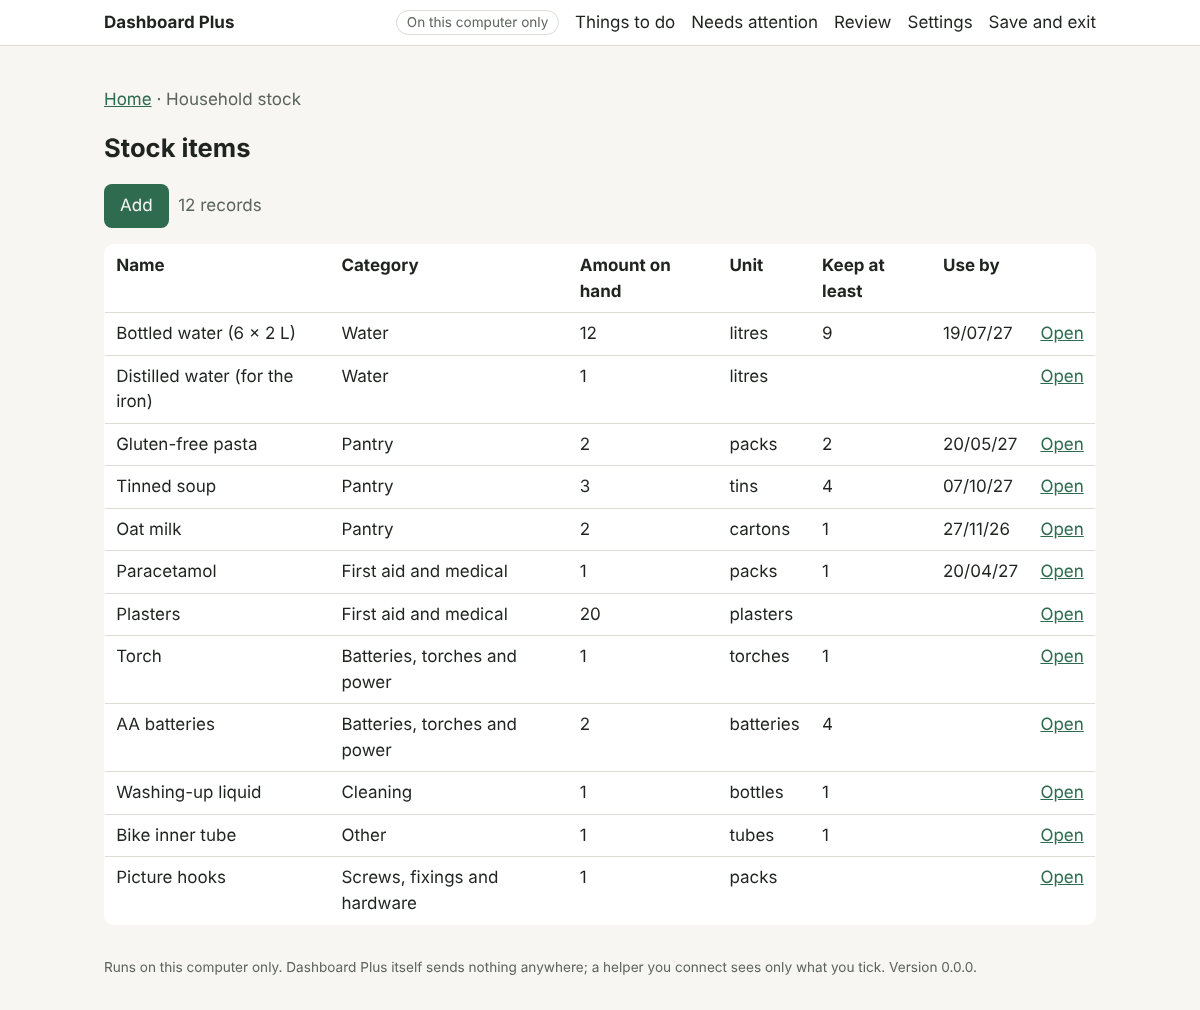 Dashboard Plus
On this computer only
Things to do
Needs attention
Review
Settings
Save and exit
Home · Household stock
Stock items
Add
12 records
Name Category Amount on hand Unit Keep at least Use by
Bottled water (6 × 2 L) Water 12 litres 9 19/07/27 Open
Distilled water (for the iron) Water 1 litres Open
Gluten-free pasta Pantry 2 packs 2 20/05/27 Open
Tinned soup Pantry 3 tins 4 07/10/27 Open
Oat milk Pantry 2 cartons 1 27/11/26 Open
Paracetamol First aid and medical 1 packs 1 20/04/27 Open
Plasters First aid and medical 20 plasters Open
Torch Batteries, torches and power 1 torches 1 Open
AA batteries Batteries, torches and power 2 batteries 4 Open
Washing-up liquid Cleaning 1 bottles 1 Open
Bike inner tube Other 1 tubes 1 Open
Picture hooks Screws, fixings and hardware 1 packs Open
Runs on this computer only. Dashboard Plus itself sends nothing anywhere; a helper you connect sees only what you tick. Version 0.0.0.